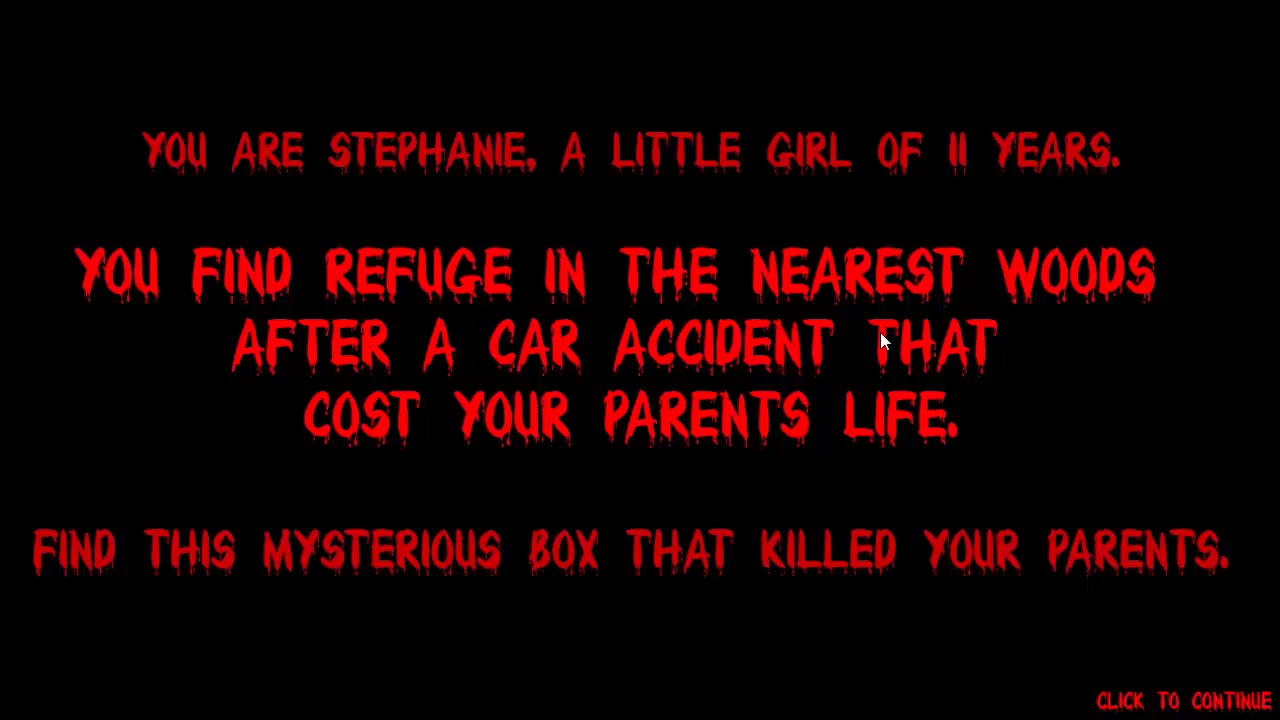 YOU ARE STEPHANIE, A LITTLE GIRL OF 11 YEARS.
YOU FIND REFUGE IN THE NEAREST WOODS
AFTER A CAR ACCIDENT THAT
COST YOUR PARENTS LIFE.
FIND THIS MYSTERIOUS BOX THAT KILLED YOUR PARENTS.
CLICK TO CONTINUE